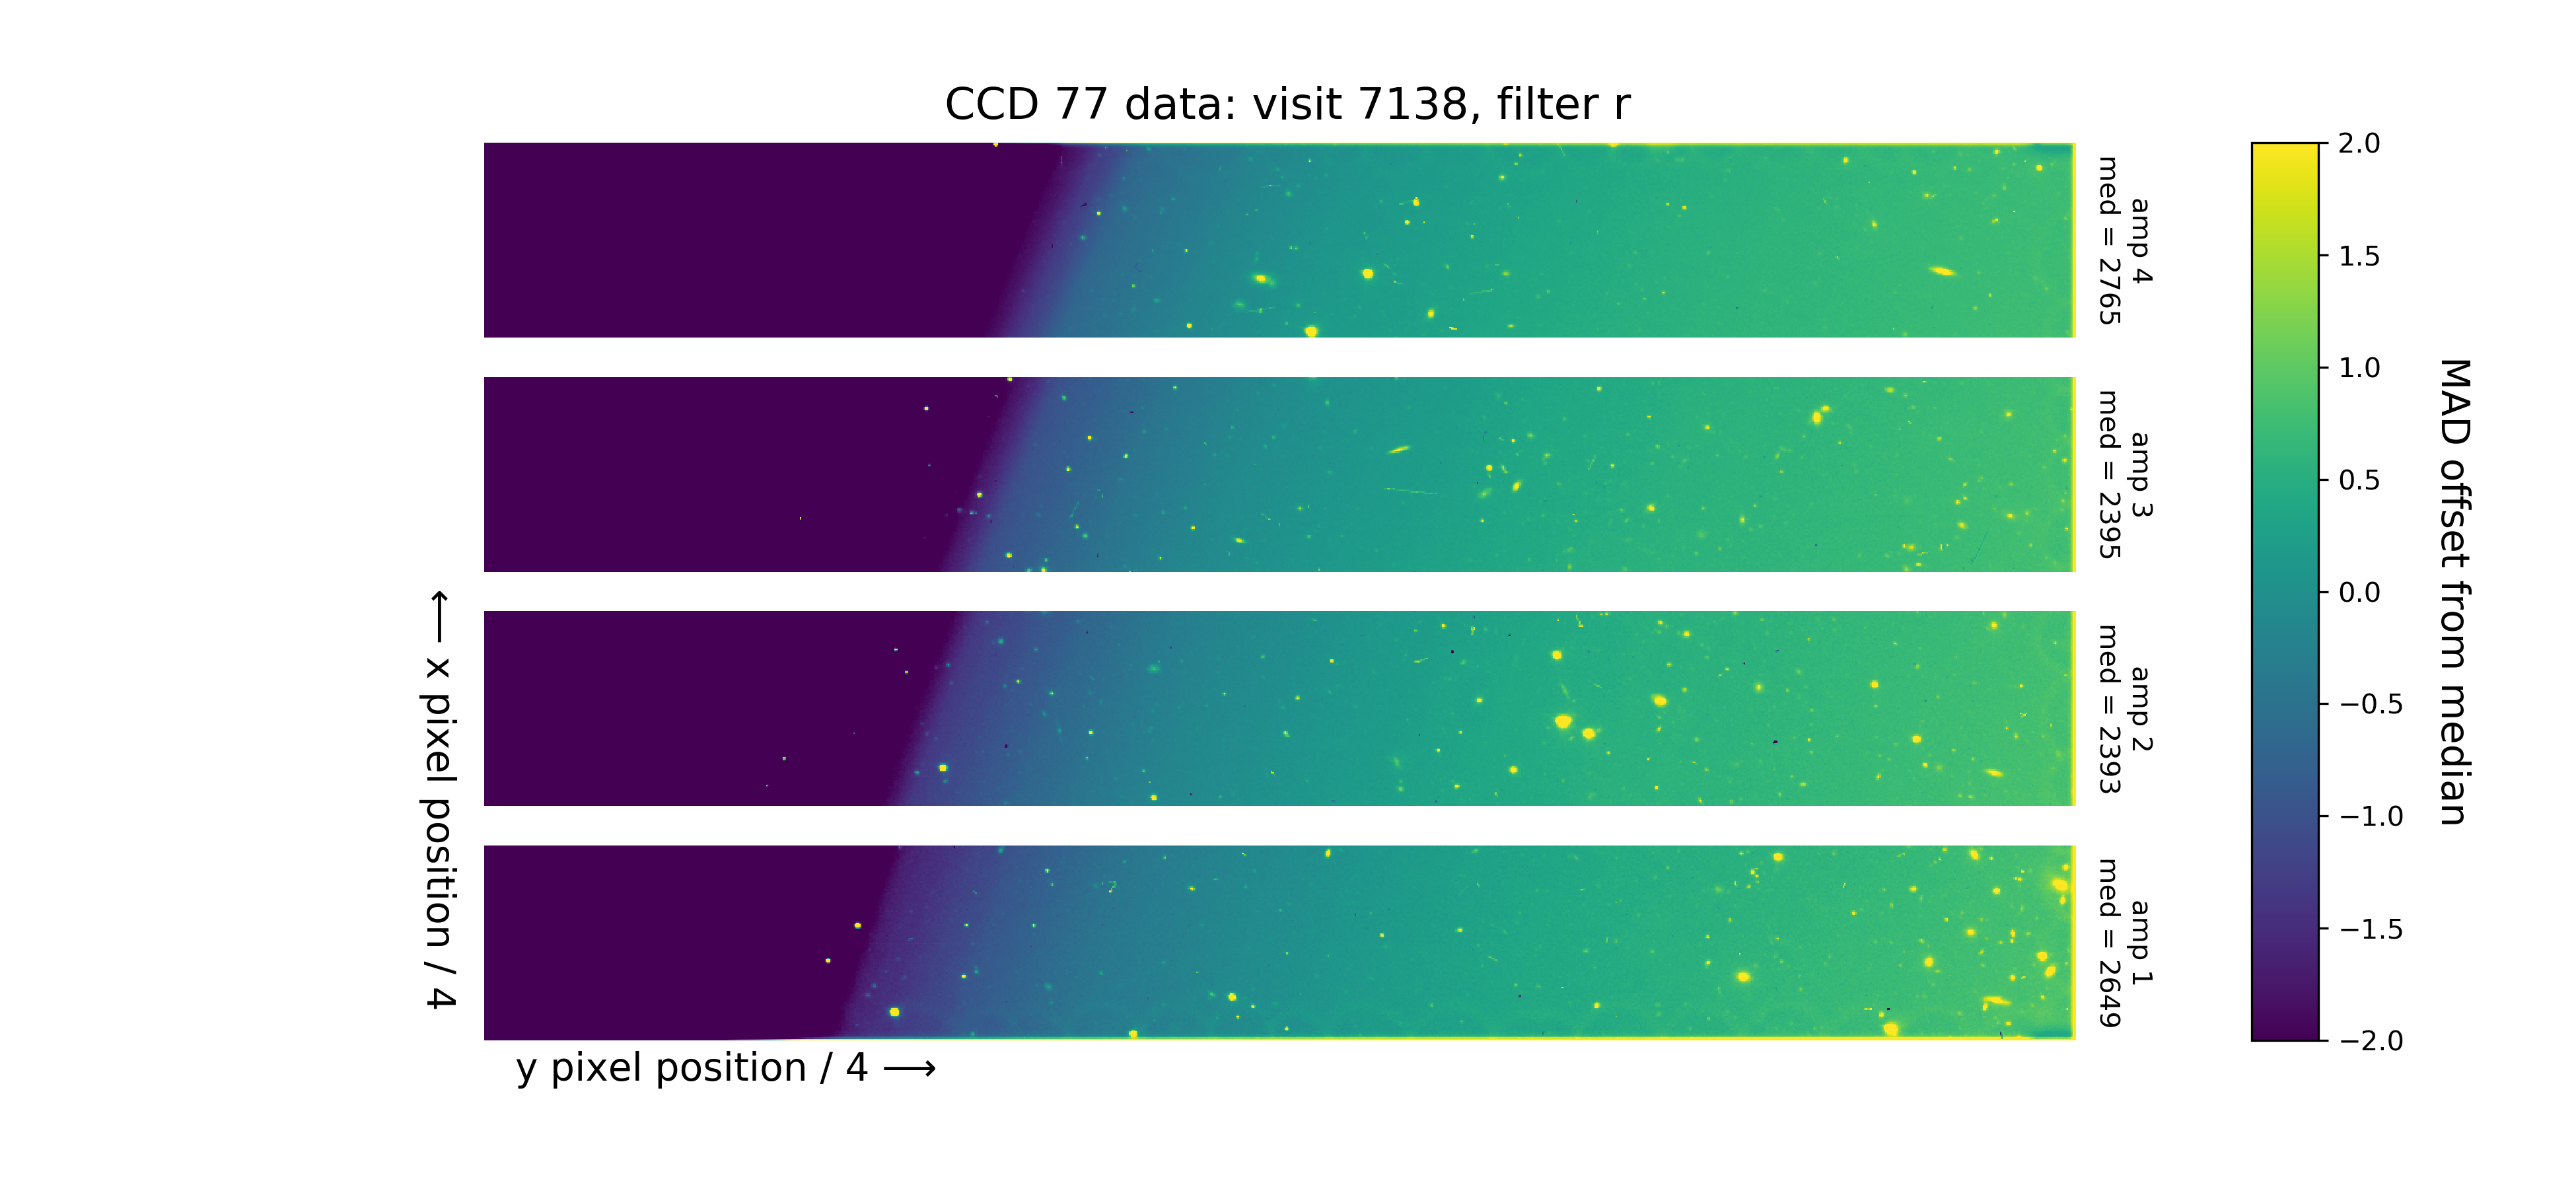 CCD 77 data: visit 7138, filter r
amp 4
med = 2765
amp 3
med = 2395
amp 2
med = 2393
amp 1
med = 2649
⟵ x pixel position / 4
y pixel position / 4 ⟶
2.0
1.5
1.0
0.5
0.0
−0.5
−1.0
−1.5
−2.0
MAD offset from median